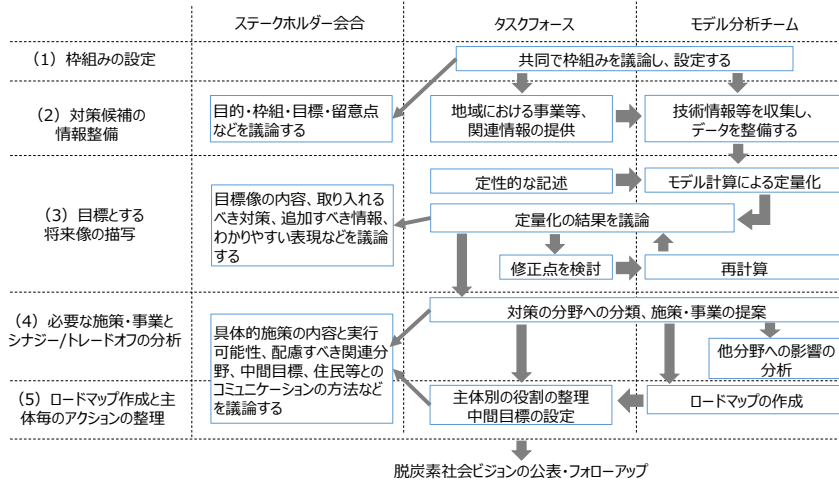 ステークホルダー会合
タスクフォース
モデル分析チーム
(1) 枠組みの設定
共同で枠組みを議論し、設定する
(2) 対策候補の
情報整備
目的・枠組・目標・留意点
などを議論する
地域における事業等、
関連情報の提供
技術情報等を収集し、
データを整備する
(3) 目標とする
将来像の描写
目標像の内容、取り入れる
べき対策、追加すべき情報、
わかりやすい表現などを議論
する
定性的な記述
モデル計算による定量化
定量化の結果を議論
修正点を検討
再計算
(4) 必要な施策・事業と
シナジー/トレードオフの分析
対策の分野への分類、施策・事業の提案
具体的施策の内容と実行
可能性、配慮すべき関連分
野、中間目標、住民等との
コミュニケーションの方法などを議論する
他分野への影響の
分析
(5) ロードマップ作成と主
体毎のアクションの整理
主体別の役割の整理
中間目標の設定
ロードマップの作成
脱炭素社会ビジョンの公表・フォローアップ